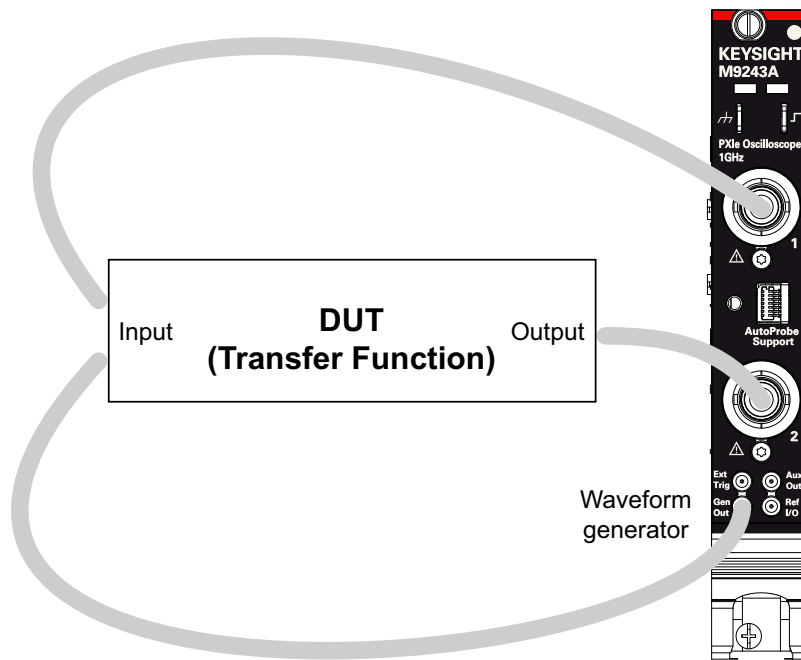 KEYSIGHT
M9243A
PXIe Oscilloscope
1GHz
1
Input
DUT
(Transfer Function)
Output
AutoProbe
Support
2
Ext
Trig
Aux
Out
Gen
Out
Ref
I/O
Waveform
generator